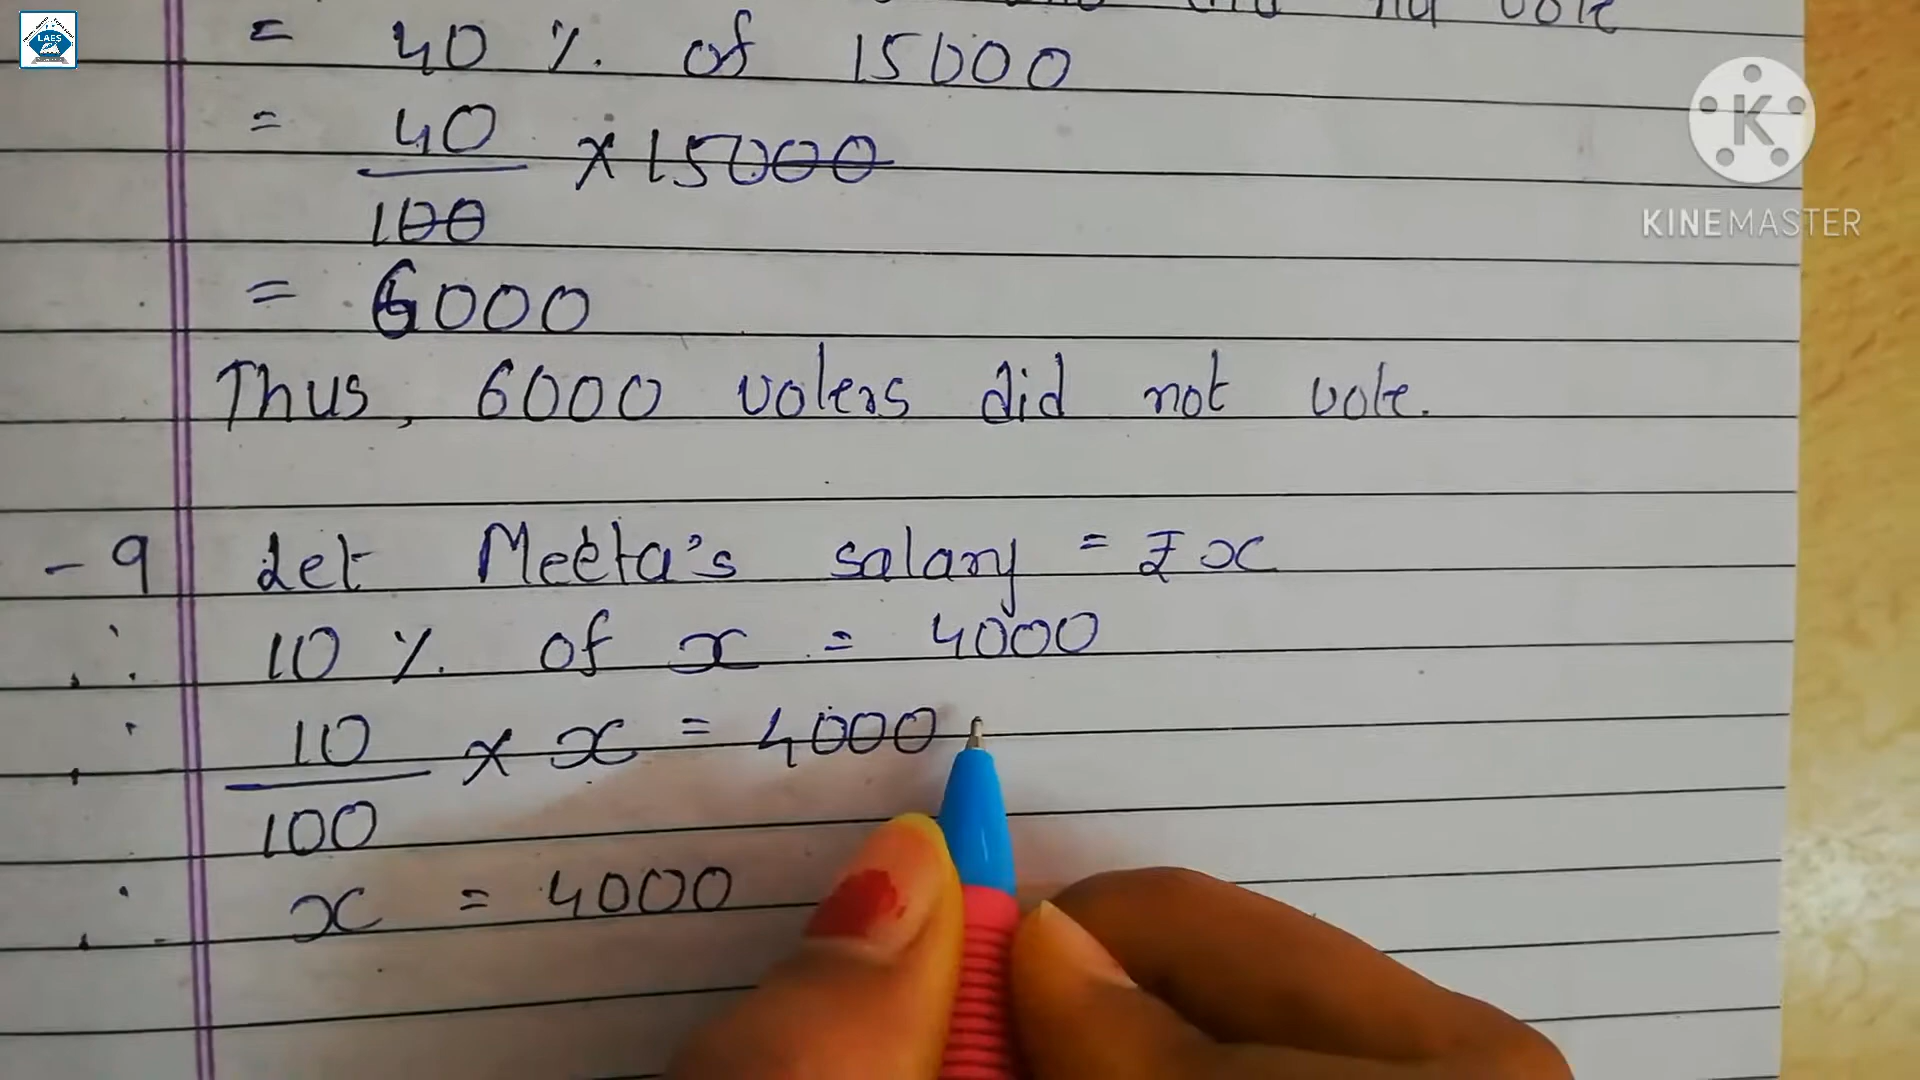 LAES
= 40 % of 15000
= 40/100 × 15000
= 6000
Thus, 6000 voters did not vote.
- 9 Let Meeta's salary = ₹ x
∴ 10 % of x = 4000
∴ 10/100 × x = 4000
∴ x = 4000
K
KINEMASTER